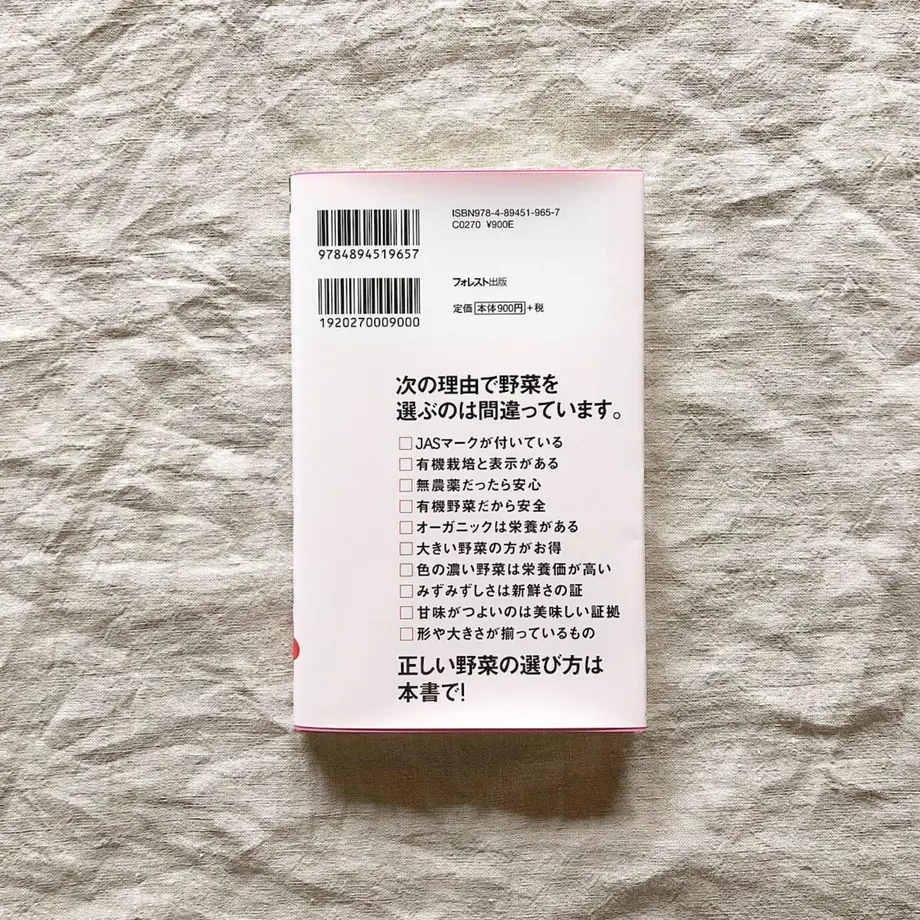 ISBN978-4-89451-965-7
C0270 ¥900E
9784894519657
フォレスト出版
1920270009000
定価 本体900円+税
次の理由で野菜を
選ぶのは間違っています。
□JASマークが付いている
□有機栽培と表示がある
□無農薬だったら安心
□有機野菜だから安全
□オーガニックは栄養がある
□大きい野菜の方がお得
□色の濃い野菜は栄養価が高い
□みずみずしさは新鮮さの証
□甘味がつよいのは美味しい証拠
□形や大きさが揃っているもの
正しい野菜の選び方は
本書で!